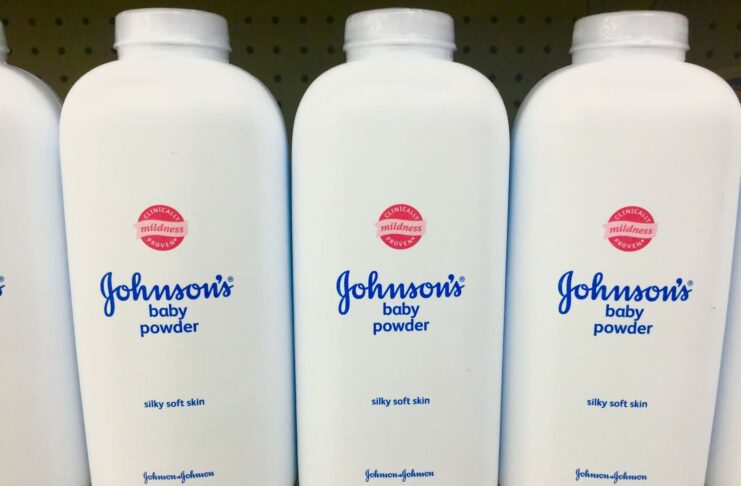 CLINICALLY
mildness
PROVEN*
Johnson's®
baby
powder
silky soft skin
Johnson & Johnson
CLINICALLY
mildness
PROVEN*
Johnson's
baby
powder
silky soft skin
Johnson & Johnson
CLINICALLY
mildness
PROVEN*
Johnson's®
baby
powder
silky soft skin
Johnson & Johnson